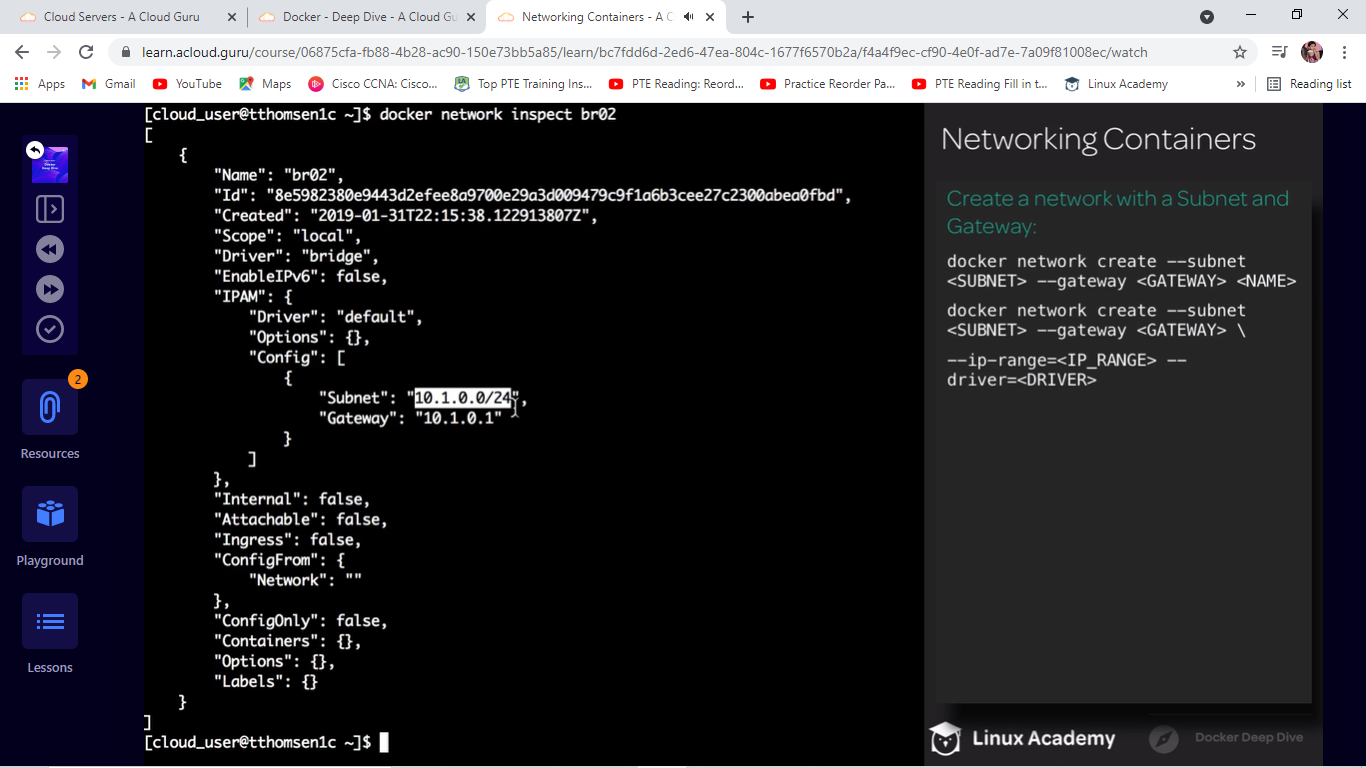 Cloud Servers - A Cloud Guru
Docker - Deep Dive - A Cloud Gu
Networking Containers - A C
learn.acloud.guru/course/06875cfa-fb88-4b28-ac90-150e73bb5a85/learn/bc7fdd6d-2ed6-47ea-804c-1677f6570b2a/f4a4f9ec-cf90-4e0f-ad7e-7a09f81008ec/watch
Apps
Gmail
YouTube
Maps
Cisco CCNA: Cisco...
Top PTE Training Ins...
PTE Reading: Reord...
Practice Reorder Pa...
PTE Reading Fill in t...
Linux Academy
»
Reading list
2
Resources
Playground
Lessons
[cloud_user@tthomsen1c ~]$ docker network inspect br02
[
{
"Name": "br02",
"Id": "8e5982380e9443d2efee8a9700e29a3d009479c9f1a6b3cee27c2300abea0fbd",
"Created": "2019-01-31T22:15:38.122913807Z",
"Scope": "local",
"Driver": "bridge",
"EnableIPv6": false,
"IPAM": {
"Driver": "default",
"Options": {},
"Config": [
{
"Subnet": "10.1.0.0/24",
"Gateway": "10.1.0.1"
}
]
},
"Internal": false,
"Attachable": false,
"Ingress": false,
"ConfigFrom": {
"Network": ""
},
"ConfigOnly": false,
"Containers": {},
"Options": {},
"Labels": {}
}
]
[cloud_user@tthomsen1c ~]$
Networking Containers
Create a network with a Subnet and
Gateway:
docker network create --subnet
<SUBNET> --gateway <GATEWAY> <NAME>
docker network create --subnet
<SUBNET> --gateway <GATEWAY> \
--ip-range=<IP_RANGE> --
driver=<DRIVER>
Linux Academy
Docker Deep Dive